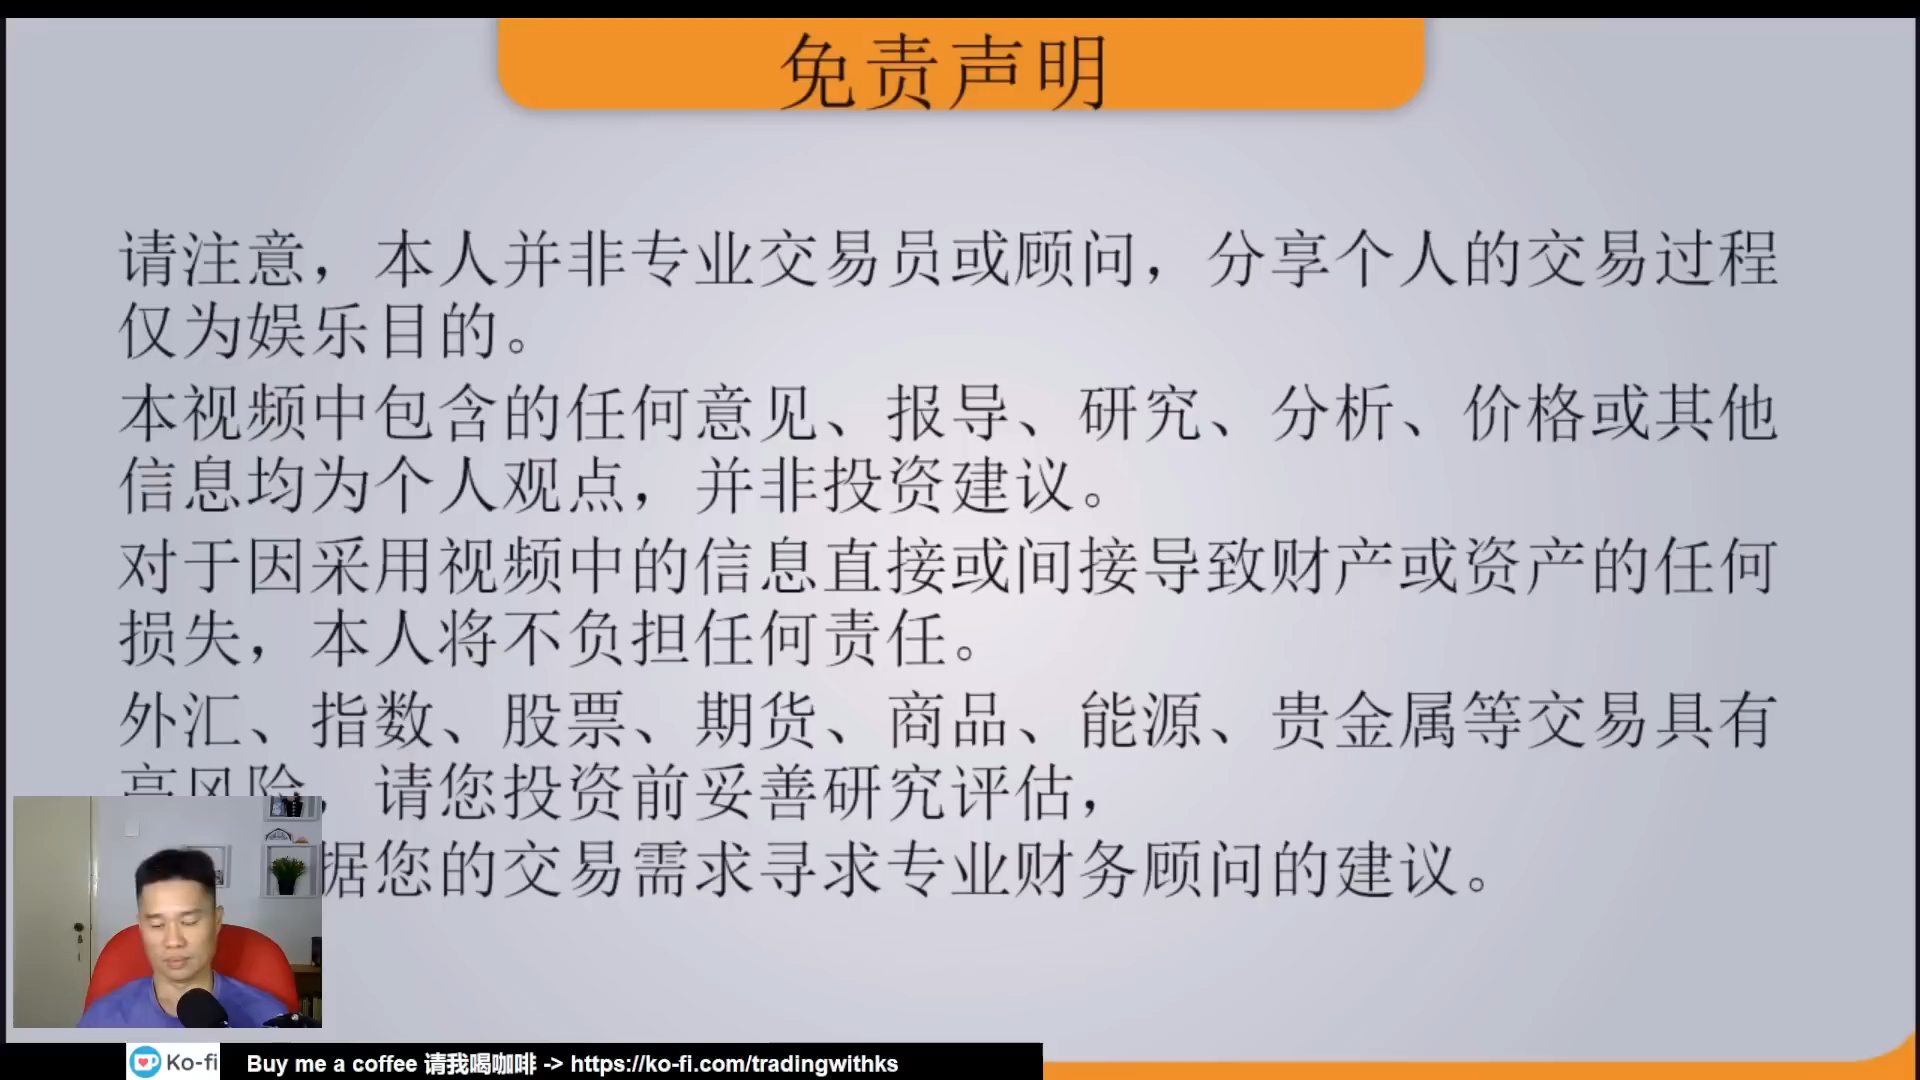 免责声明
请注意，本人并非专业交易员或顾问，分享个人的交易过程
仅为娱乐目的。
本视频中包含的任何意见、报导、研究、分析、价格或其他
信息均为个人观点，并非投资建议。
对于因采用视频中的信息直接或间接导致财产或资产的任何
损失，本人将不负担任何责任。
外汇、指数、股票、期货、商品、能源、贵金属等交易具有
高风险，请您投资前妥善研究评估，
据您的交易需求寻求专业财务顾问的建议。
Ko-fi Buy me a coffee 请我喝咖啡 -> https://ko-fi.com/tradingwithks